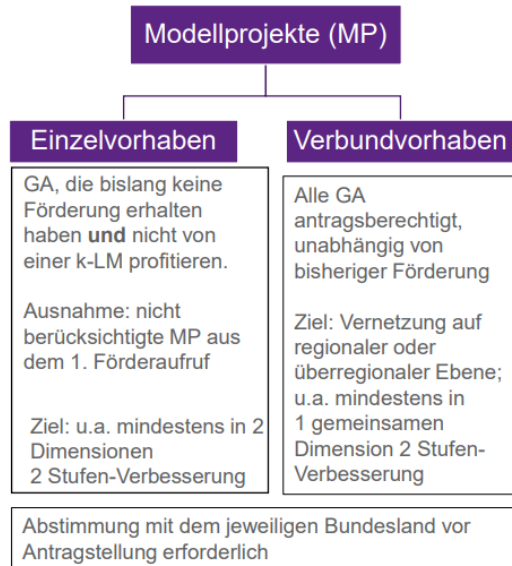 Modellprojekte (MP)
Einzelvorhaben
GA, die bislang keine
Förderung erhalten
haben und nicht von
einer k-LM profitieren.
Ausnahme: nicht
berücksichtigte MP aus
dem 1. Förderaufruf
Ziel: u.a. mindestens in 2
Dimensionen
2 Stufen-Verbesserung
Verbundvorhaben
Alle GA
antragsberechtigt,
unabhängig von
bisheriger Förderung
Ziel: Vernetzung auf
regionaler oder
überregionaler Ebene;
u.a. mindestens in
1 gemeinsamen
Dimension 2 Stufen-
Verbesserung
Abstimmung mit dem jeweiligen Bundesland vor
Antragstellung erforderlich